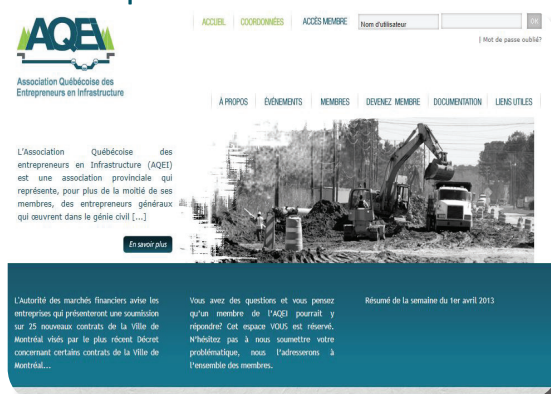 ACCUEIL COORDONNÉES ACCÈS MEMBRE Nom d'utilisateur OK
| Mot de passe oublié?
AQEI
Association Québécoise des
Entrepreneurs en Infrastructure
À PROPOS ÉVÉNEMENTS MEMBRES DEVENEZ MEMBRE DOCUMENTATION LIENS UTILES
L'Association Québécoise des
entrepreneurs en Infrastructure (AQEI)
est une association provinciale qui
représente, pour plus de la moitié de ses
membres, des entrepreneurs généraux
qui œuvrent dans le génie civil [...]
En savoir plus
L'Autorité des marchés financiers avise les
entreprises qui présenteront une soumission
sur 25 nouveaux contrats de la Ville de
Montréal visés par le plus récent Décret
concernant certains contrats de la Ville de
Montréal...
Vous avez des questions et vous pensez
qu'un membre de l'AQEI pourrait y
répondre? Cet espace VOUS est réservé.
N'hésitez pas à nous soumettre votre
problématique, nous l'adresserons à
l'ensemble des membres.
Résumé de la semaine du 1er avril 2013